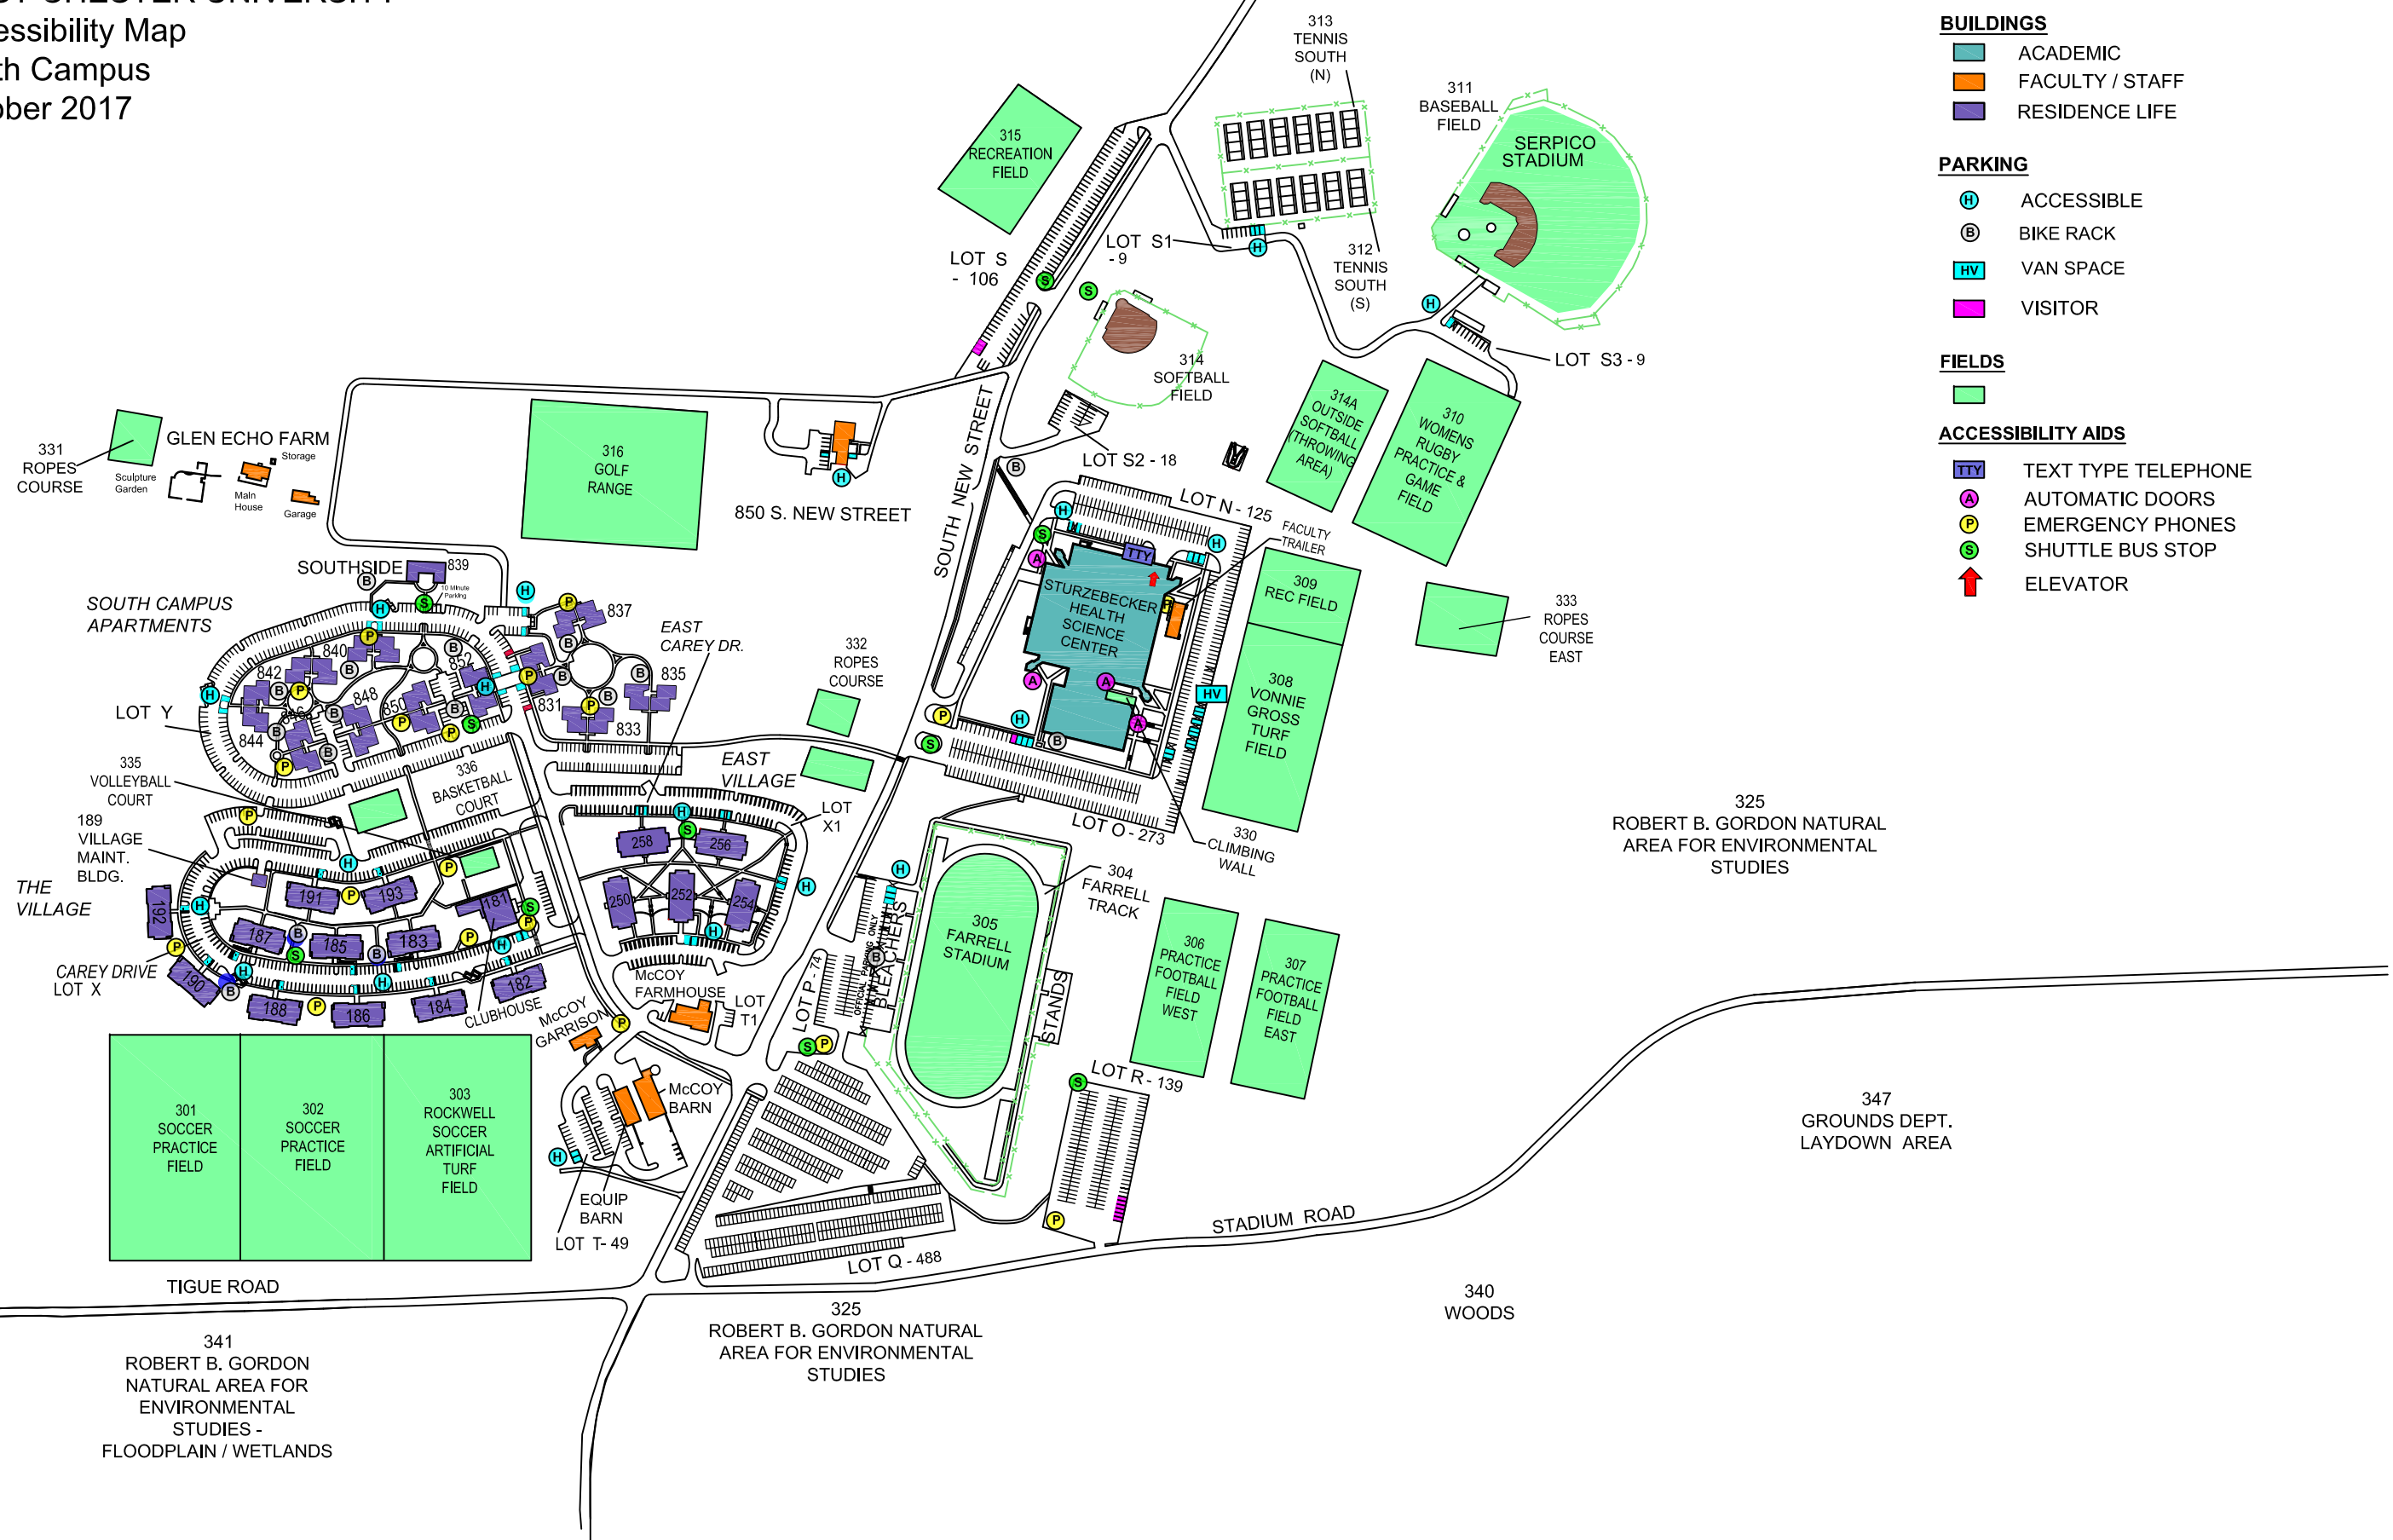 essibility Map
th Campus
ober 2017
BUILDINGS
ACADEMIC
FACULTY / STAFF
RESIDENCE LIFE
PARKING
H ACCESSIBLE
B BIKE RACK
HV VAN SPACE
VISITOR
FIELDS
ACCESSIBILITY AIDS
TTY TEXT TYPE TELEPHONE
A AUTOMATIC DOORS
P EMERGENCY PHONES
S SHUTTLE BUS STOP
ELEVATOR
313
TENNIS
SOUTH
(N)
311
BASEBALL
FIELD
SERPICO
STADIUM
315
RECREATION
FIELD
LOT S
- 106
LOT S1
- 9
312
TENNIS
SOUTH
(S)
LOT S3 - 9
314
SOFTBALL
FIELD
314A
OUTSIDE
SOFTBALL
(THROWING
AREA)
310
WOMENS
RUGBY
PRACTICE &
GAME
FIELD
LOT S2 - 18
SOUTH NEW STREET
331
ROPES
COURSE
GLEN ECHO FARM
Storage
Sculpture
Garden
Main
House
Garage
316
GOLF
RANGE
850 S. NEW STREET
LOT N - 125
FACULTY
TRAILER
TTY
STURZEBECKER
HEALTH
SCIENCE
CENTER
309
REC FIELD
333
ROPES
COURSE
EAST
308
VONNIE
GROSS
TURF
FIELD
HV
SOUTHSIDE
839
10 Minute
Parking
SOUTH CAMPUS
APARTMENTS
837
EAST
CAREY DR.
332
ROPES
COURSE
840
852
842
835
848
850
846
831
833
844
LOT Y
335
VOLLEYBALL
COURT
336
BASKETBALL
COURT
EAST
VILLAGE
LOT
X1
189
VILLAGE
MAINT.
BLDG.
THE
VILLAGE
258
256
250
252
254
191
193
192
181
187
185
183
190
188
186
184
182
CAREY DRIVE
LOT X
CLUBHOUSE
LOT O - 273
330
CLIMBING
WALL
304
FARRELL
TRACK
305
FARRELL
STADIUM
BLEACHERS
OFFICIAL PARKING ONLY
STANDS
LOT P - 74
306
PRACTICE
FOOTBALL
FIELD
WEST
307
PRACTICE
FOOTBALL
FIELD
EAST
325
ROBERT B. GORDON NATURAL
AREA FOR ENVIRONMENTAL
STUDIES
McCOY
FARMHOUSE
LOT
T1
McCOY
GARRISON
McCOY
BARN
EQUIP
BARN
LOT T- 49
301
SOCCER
PRACTICE
FIELD
302
SOCCER
PRACTICE
FIELD
303
ROCKWELL
SOCCER
ARTIFICIAL
TURF
FIELD
LOT R - 139
LOT Q - 488
STADIUM ROAD
TIGUE ROAD
347
GROUNDS DEPT.
LAYDOWN AREA
340
WOODS
325
ROBERT B. GORDON NATURAL
AREA FOR ENVIRONMENTAL
STUDIES
341
ROBERT B. GORDON
NATURAL AREA FOR
ENVIRONMENTAL
STUDIES -
FLOODPLAIN / WETLANDS